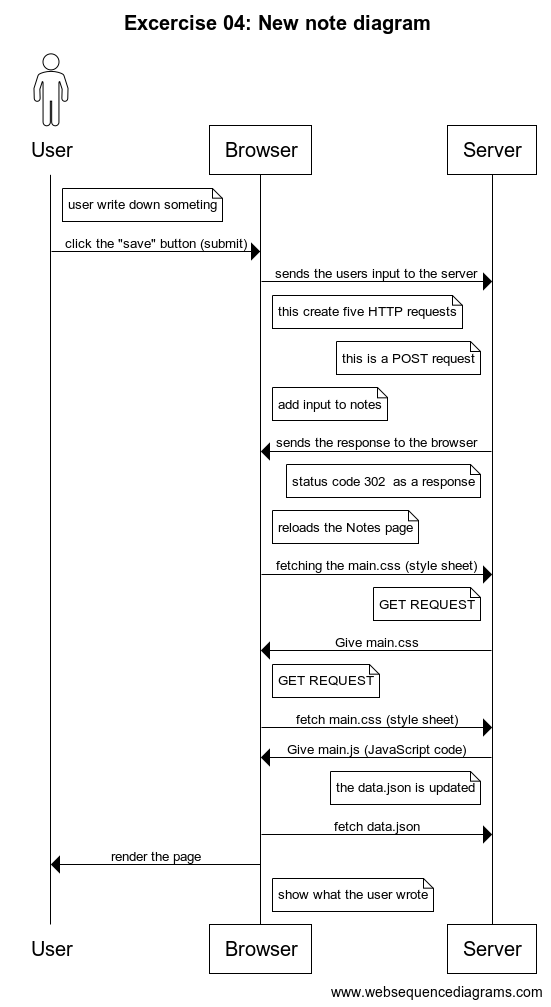 Excercise 04: New note diagram
User
Browser
Server
user write down someting
click the "save" button (submit)
sends the users input to the server
this create five HTTP requests
this is a POST request
add input to notes
sends the response to the browser
status code 302  as a response
reloads the Notes page
fetching the main.css (style sheet)
GET REQUEST
Give main.css
GET REQUEST
fetch main.css (style sheet)
Give main.js (JavaScript code)
the data.json is updated
fetch data.json
render the page
show what the user wrote
User
Browser
Server
www.websequencediagrams.com